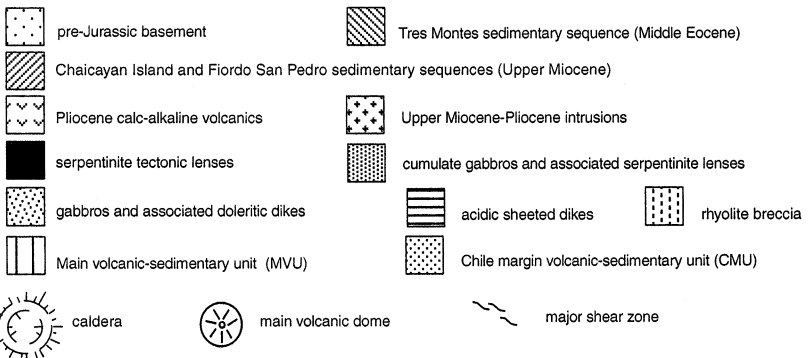 pre-Jurassic basement
Tres Montes sedimentary sequence (Middle Eocene)
Chaicayan Island and Fiordo San Pedro sedimentary sequences (Upper Miocene)
Pliocene calc-alkaline volcanics
Upper Miocene-Pliocene intrusions
serpentinite tectonic lenses
cumulate gabbros and associated serpentinite lenses
gabbros and associated doleritic dikes
acidic sheeted dikes
rhyolite breccia
Main volcanic-sedimentary unit (MVU)
Chile margin volcanic-sedimentary unit (CMU)
caldera
main volcanic dome
major shear zone